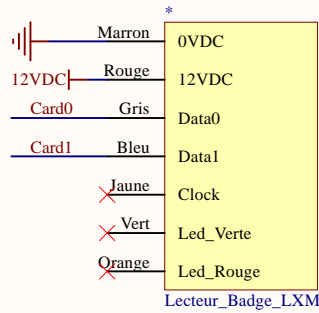 *
Marron 0VDC
12VDC Rouge 12VDC
Card0 Gris Data0
Card1 Bleu Data1
Jaune Clock
Vert Led_Verte
Orange Led_Rouge
Lecteur_Badge_LXM